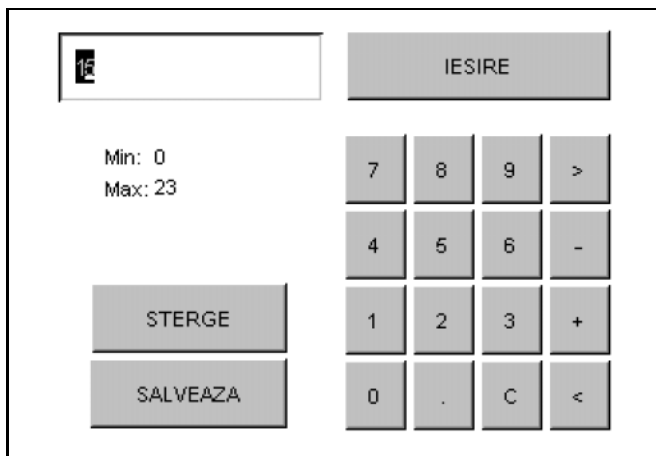 15
IESIRE
Min: 0
Max: 23
7 8 9 >
4 5 6 -
STERGE
1 2 3 +
SALVEAZA
0 . C <